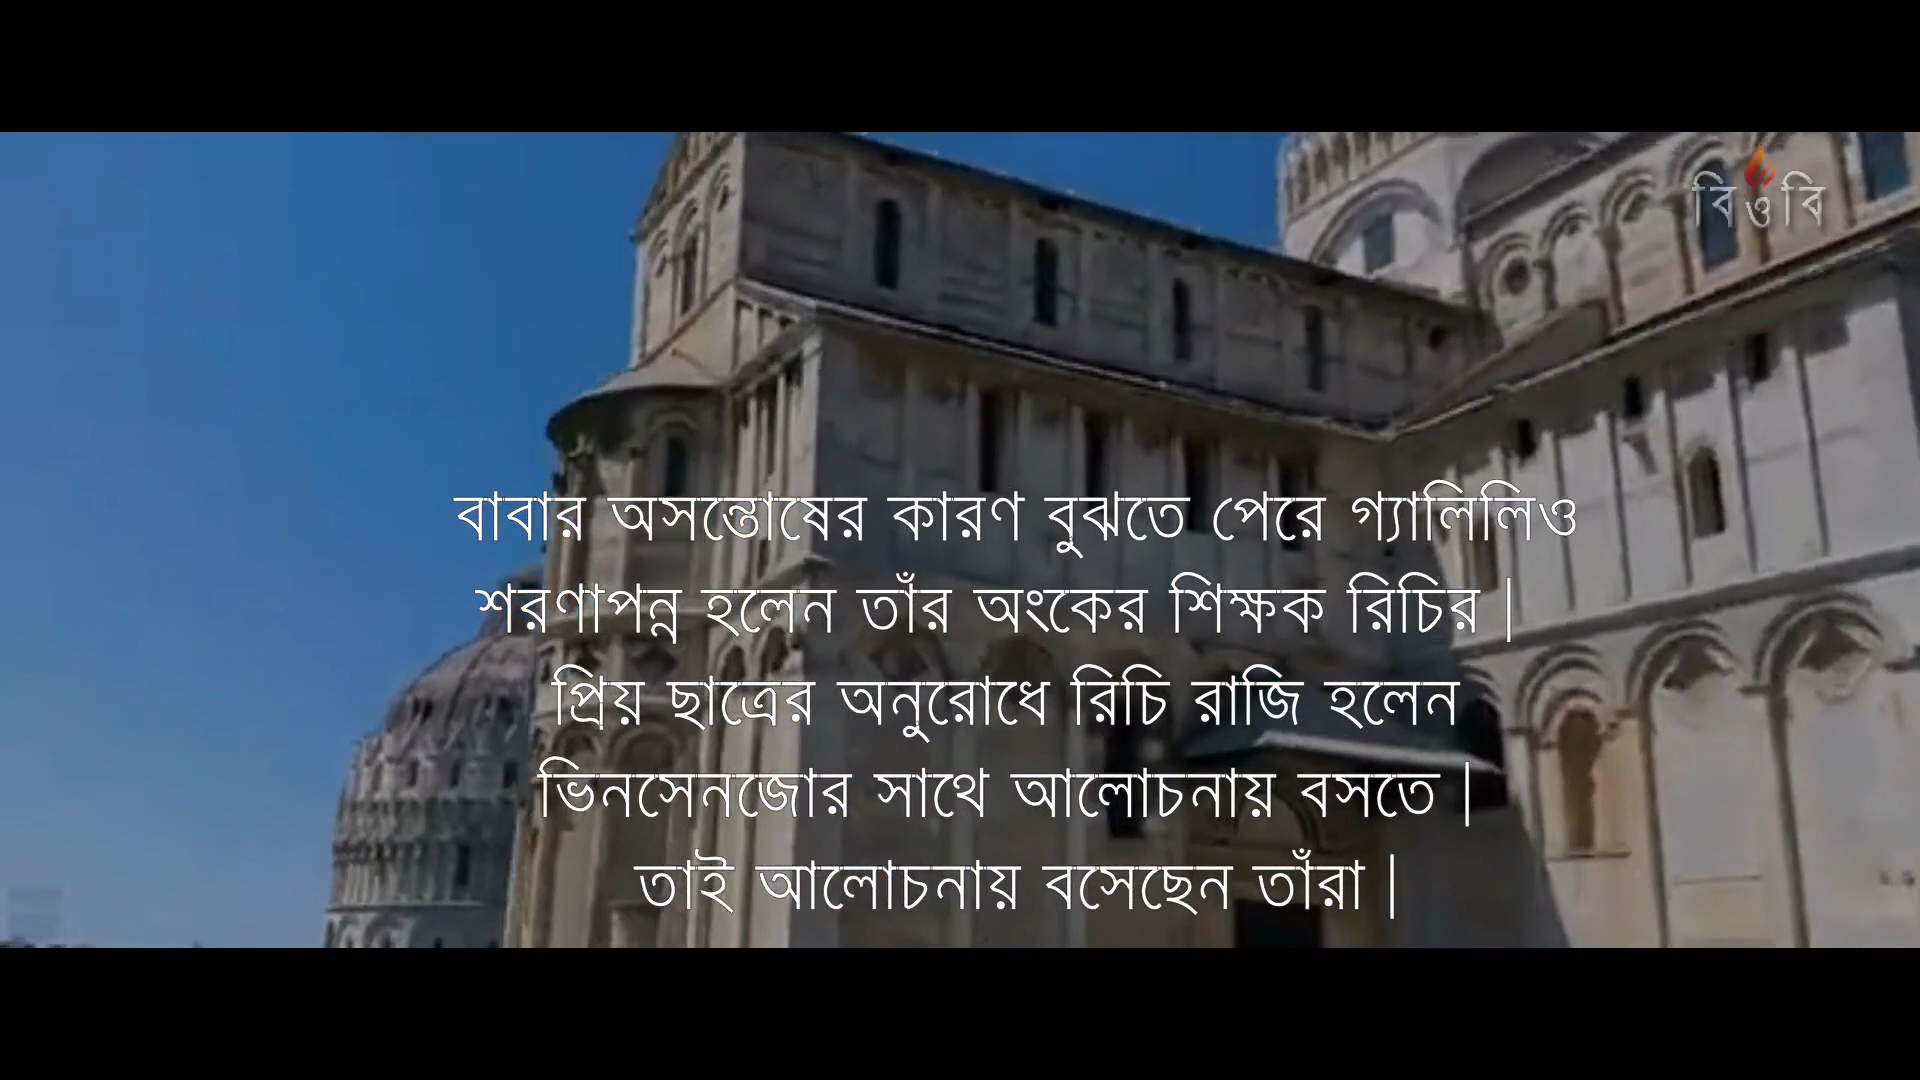 বিওবি
বাবার অসন্তোষের কারণ বুঝতে পেরে গ্যালিলিও
শরণাপন্ন হলেন তাঁর অংকের শিক্ষক রিচির |
প্রিয় ছাত্রের অনুরোধে রিচি রাজি হলেন
ভিনসেনজোর সাথে আলোচনায় বসতে |
তাই আলোচনায় বসেছেন তাঁরা |